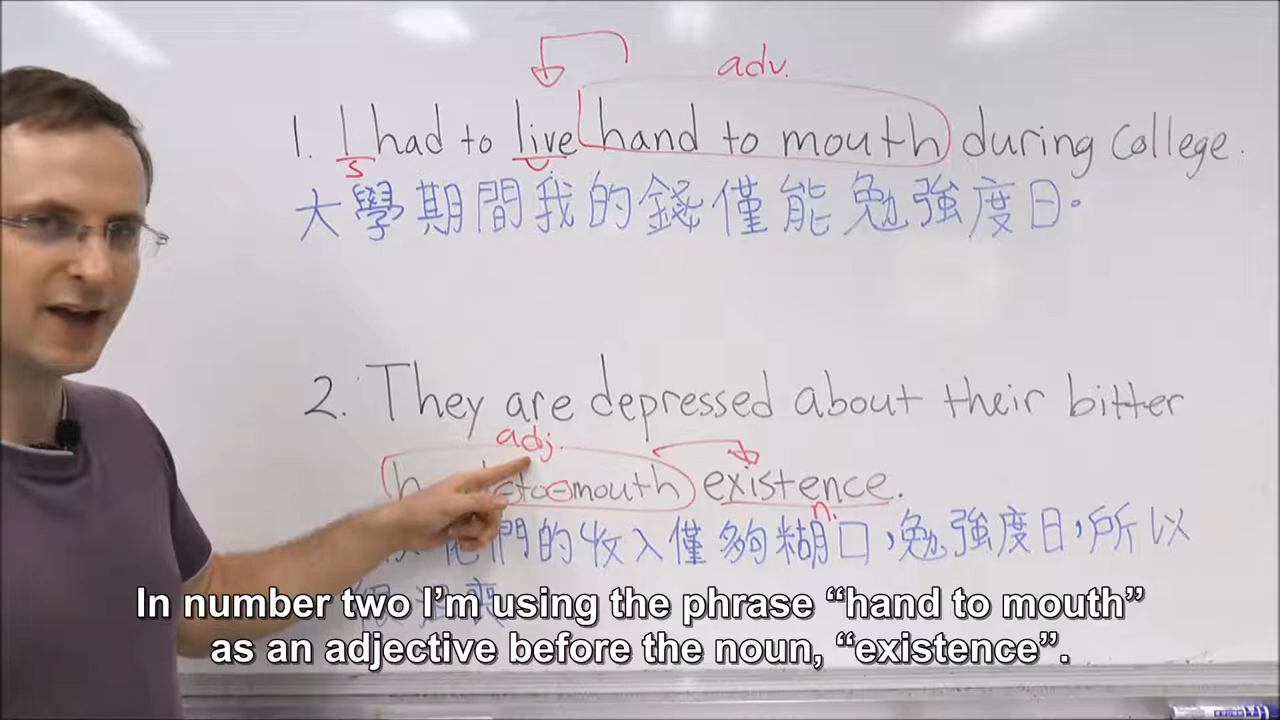 adv.
1. I had to live hand to mouth during College.
s v
大學期間我的錢僅能勉強度日。
2. They are depressed about their bitter
adj.
to-mouth existence.
n.
們的收入僅夠糊口,勉強度日,所以
In number two I'm using the phrase “hand to mouth”
as an adjective before the noun, “existence”.